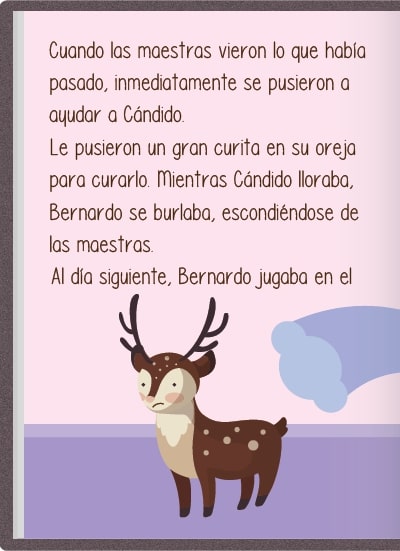 Cuando las maestras vieron lo que había
pasado, inmediatamente se pusieron a
ayudar a Cándido.
Le pusieron un gran curita en su oreja
para curarlo. Mientras Cándido lloraba,
Bernardo se burlaba, escondiéndose de
las maestras.
Al día siguiente, Bernardo jugaba en el